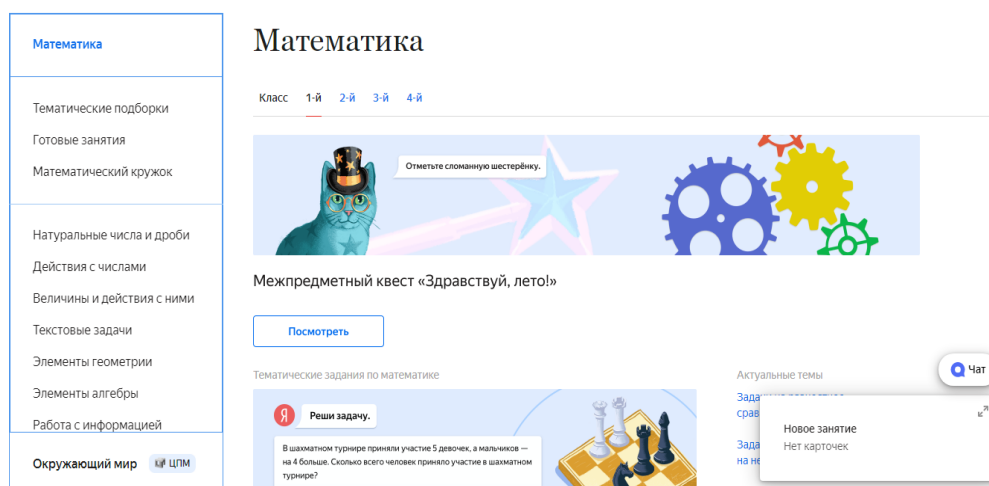 Математика
Тематические подборки
Готовые занятия
Математический кружок
Натуральные числа и дроби
Действия с числами
Величины и действия с ними
Текстовые задачи
Элементы геометрии
Элементы алгебры
Работа с информацией
Окружающий мир ЦПМ
Математика
Класс 1-й 2-й 3-й 4-й
Отметьте сломанную шестерёнку.
Межпредметный квест «Здравствуй, лето!»
Посмотреть
Тематические задания по математике
Я Реши задачу.
В шахматном турнире приняли участие 5 девочек, а мальчиков —
на 4 больше. Сколько всего человек приняло участие в шахматном
турнире?
Актуальные темы
Чат
Новое занятие
Нет карточек